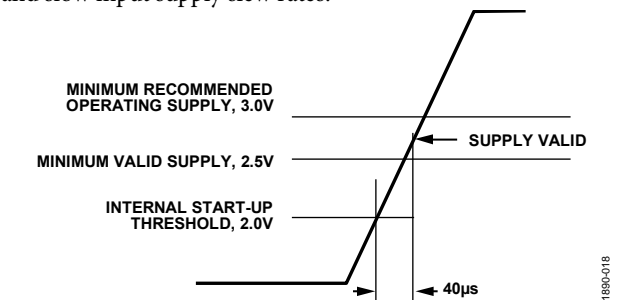 and slow input supply slew rates.
MINIMUM RECOMMENDED
OPERATING SUPPLY, 3.0V
SUPPLY VALID
MINIMUM VALID SUPPLY, 2.5V
INTERNAL START-UP
THRESHOLD, 2.0V
40µs
1890-018